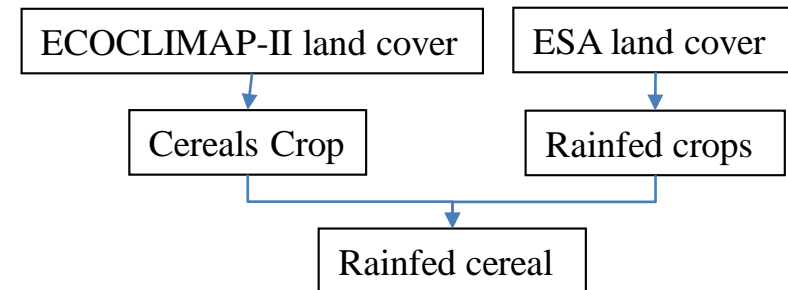 ECOCLIMAP-II land cover
ESA land cover
Cereals Crop
Rainfed crops
Rainfed cereal